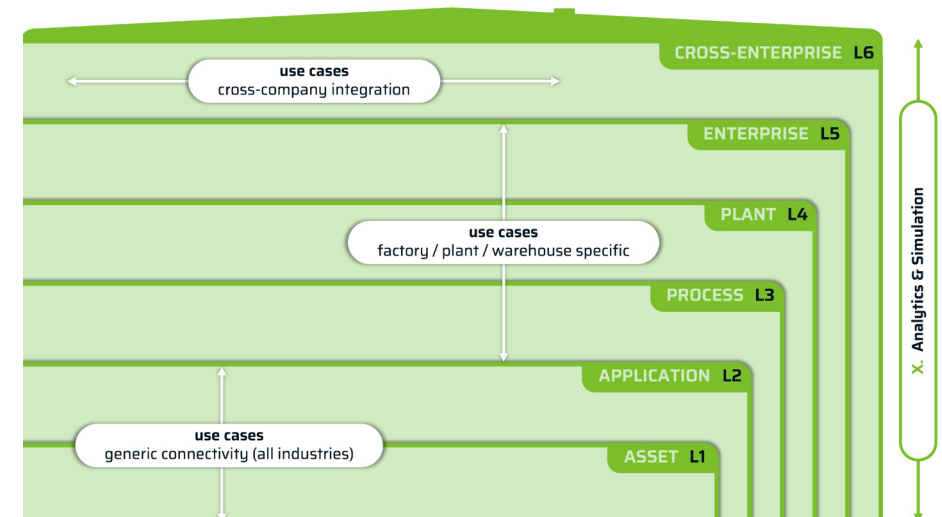 CROSS-ENTERPRISE L6
use cases
cross-company integration
ENTERPRISE L5
PLANT L4
use cases
factory / plant / warehouse specific
PROCESS L3
APPLICATION L2
use cases
generic connectivity (all industries)
ASSET L1
X. Analytics & Simulation